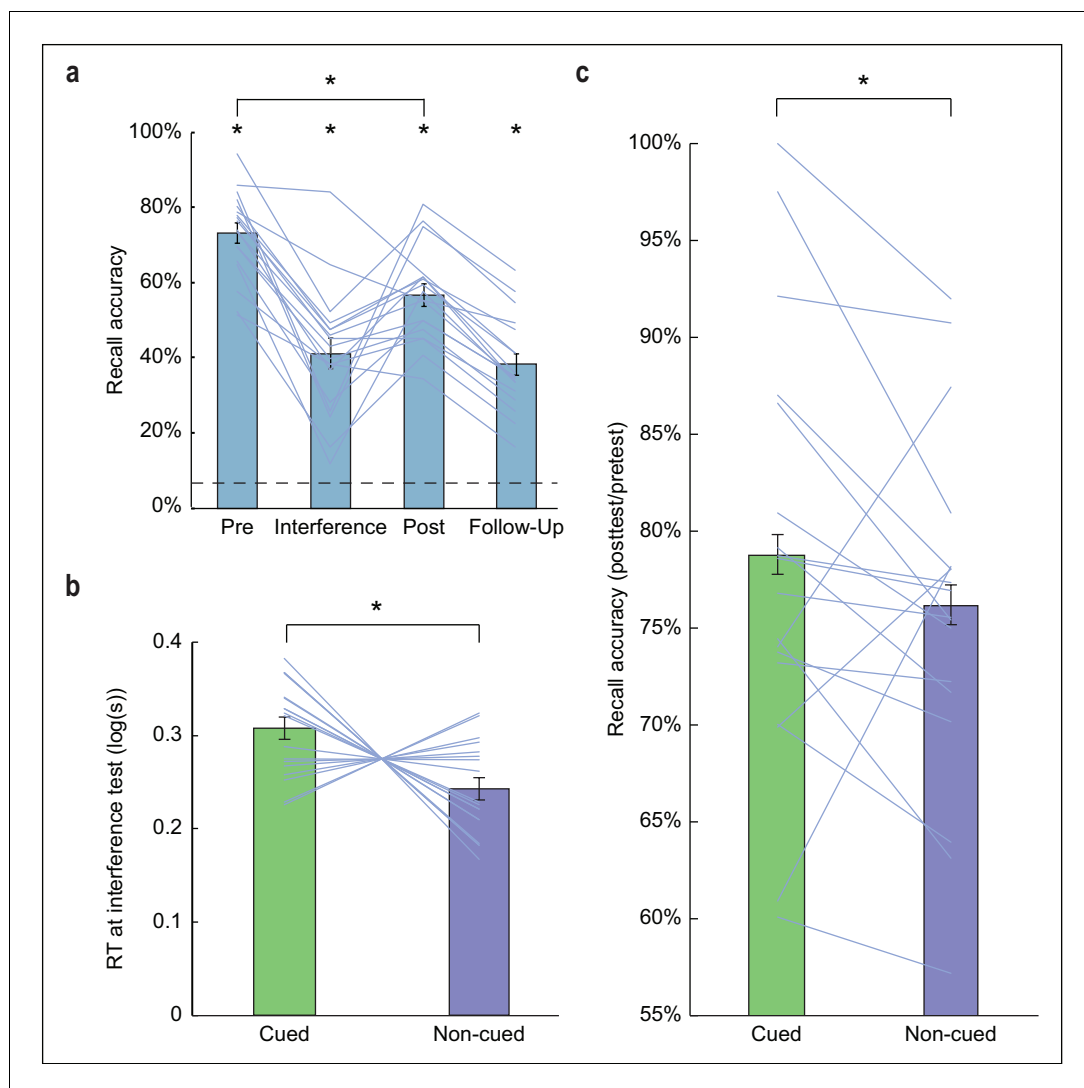 a
*
* * * *
100%
80%
60%
40%
20%
0%
Recall accuracy
Pre Interference Post Follow-Up
b
*
0.4
0.3
0.2
0.1
0
RT at interference test (log(s))
Cued Non-cued
c
*
100%
95%
90%
85%
80%
75%
70%
65%
60%
55%
Recall accuracy (posttest/pretest)
Cued Non-cued